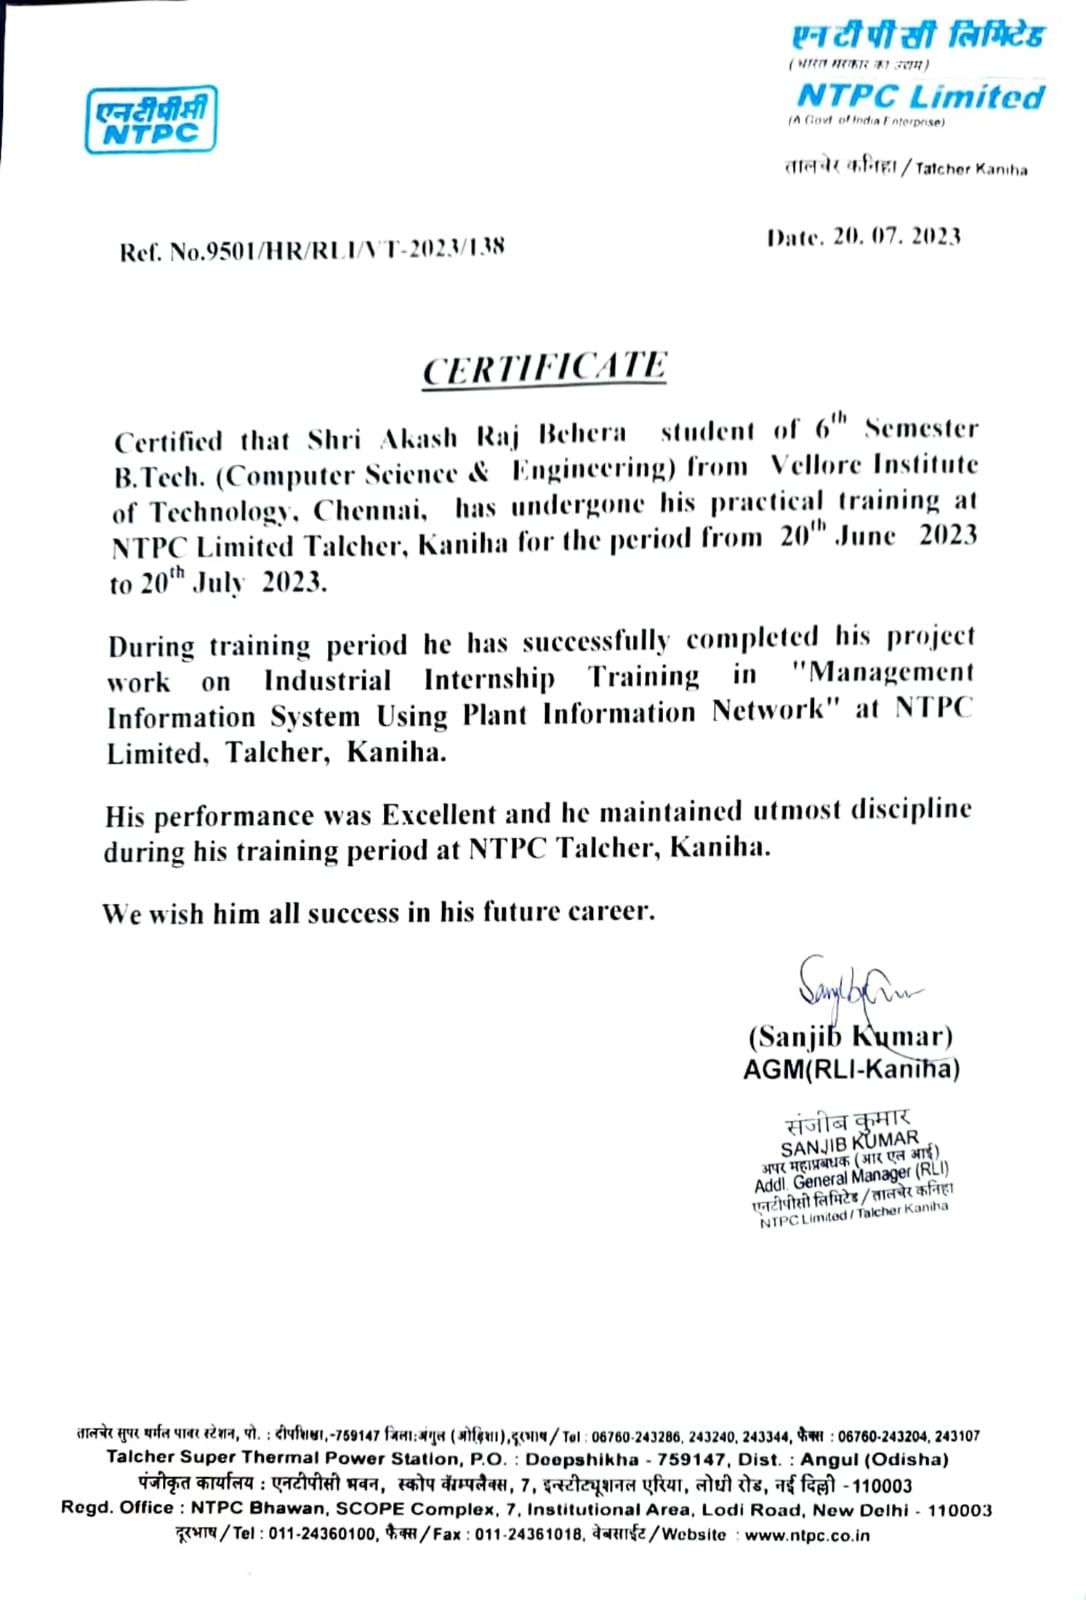 एन टी पी सी लिमिटेड
(भारत सरकार का उद्यम)
एनटीपीसी
NTPC
NTPC Limited
(A Govt. of India Enterprise)
तालचेर कनिहा / Talcher Kaniha
Ref. No.9501/HR/RLI/VT-2023/138
Date. 20. 07. 2023
CERTIFICATE
Certified that Shri Akash Raj Behera student of 6th Semester
B.Tech. (Computer Science & Engineering) from Vellore Institute
of Technology, Chennai, has undergone his practical training at
NTPC Limited Talcher, Kaniha for the period from 20th June 2023
to 20th July 2023.
During training period he has successfully completed his project
work on Industrial Internship Training in "Management
Information System Using Plant Information Network" at NTPC
Limited, Talcher, Kaniha.
His performance was Excellent and he maintained utmost discipline
during his training period at NTPC Talcher, Kaniha.
We wish him all success in his future career.
(Sanjib Kumar)
AGM(RLI-Kaniha)
संजीब कुमार
SANJIB KUMAR
अपर महाप्रबधक (आर एल आई)
Addl. General Manager (RLI)
एनटीपीसी लिमिटेड / तालचेर कनिहा
NTPC Limited / Talcher Kaniha
तालचेर सुपर थर्मल पावर स्टेशन, पो. : दीपशिखा,-759147 जिला:अंगुल (ओड़िशा),दूरभाष / Tel : 06760-243286, 243240, 243344, फैक्स : 06760-243204, 243107
Talcher Super Thermal Power Station, P.O. : Deepshikha - 759147, Dist. : Angul (Odisha)
पंजीकृत कार्यालय : एनटीपीसी भवन, स्कोप कॅम्पलैक्स, 7, इन्स्टीट्यूशनल एरिया, लोधी रोड, नई दिल्ली -110003
Regd. Office : NTPC Bhawan, SCOPE Complex, 7, Institutional Area, Lodi Road, New Delhi - 110003
दूरभाष / Tel : 011-24360100, फैक्स / Fax : 011-24361018, वेबसाईट / Website : www.ntpc.co.in